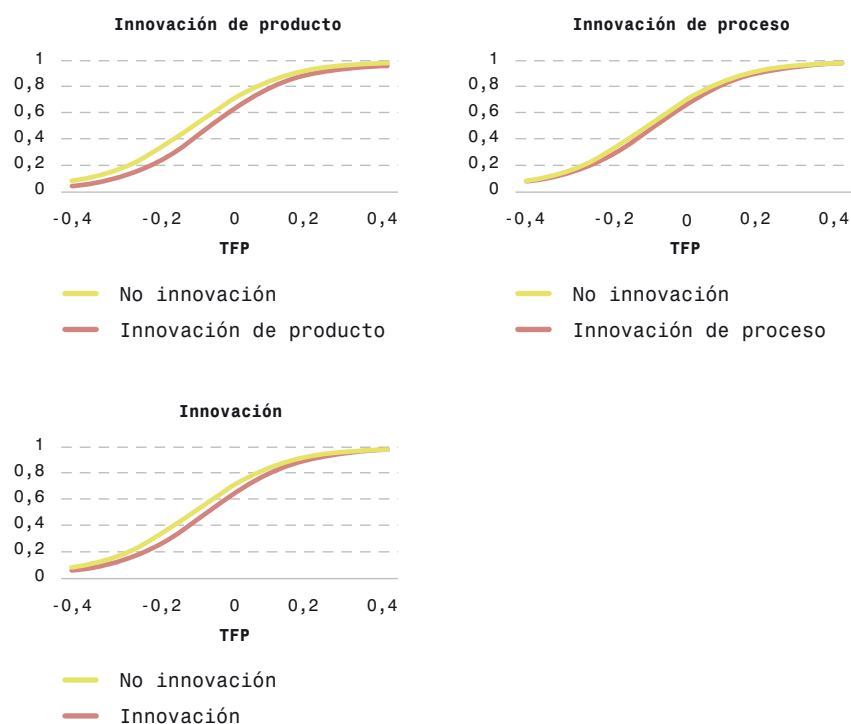 Innovación de producto
1
0,8
0,6
0,4
0,2
0
-0,4 -0,2 0 0,2 0,4
TFP
No innovación
Innovación de producto
Innovación de proceso
1
0,8
0,6
0,4
0,2
0
-0,4 -0,2 0 0,2 0,4
TFP
No innovación
Innovación de proceso
Innovación
1
0,8
0,6
0,4
0,2
0
-0,4 -0,2 0 0,2 0,4
TFP
No innovación
Innovación